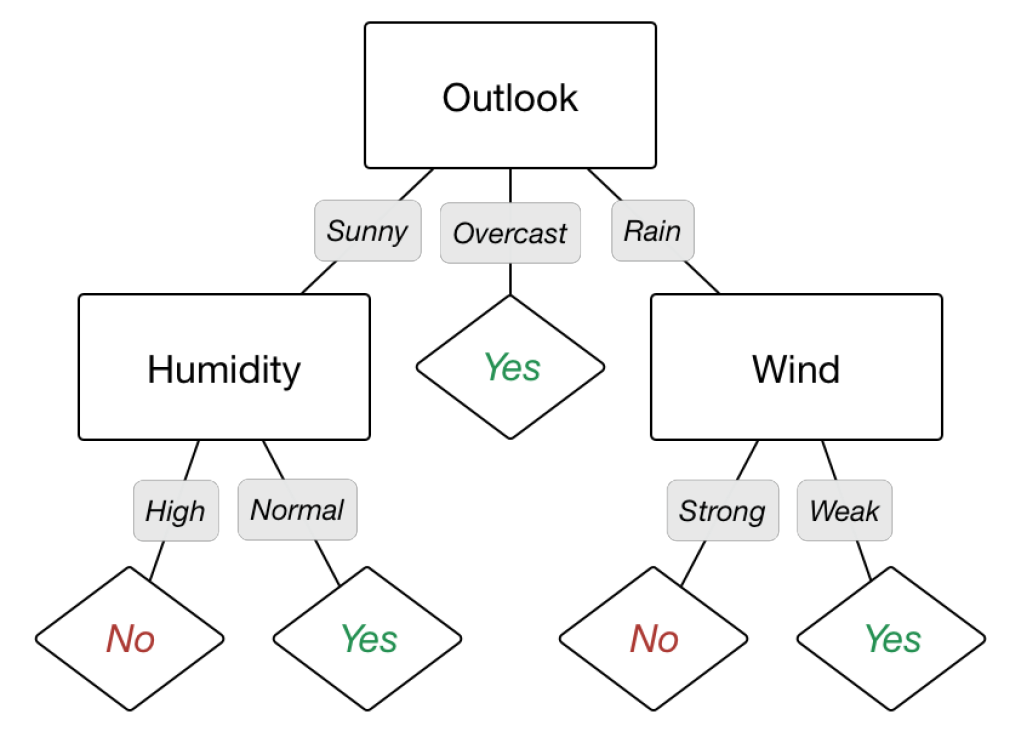 Outlook
Sunny
Overcast
Rain
Humidity
Yes
Wind
High
Normal
Strong
Weak
No
Yes
No
Yes